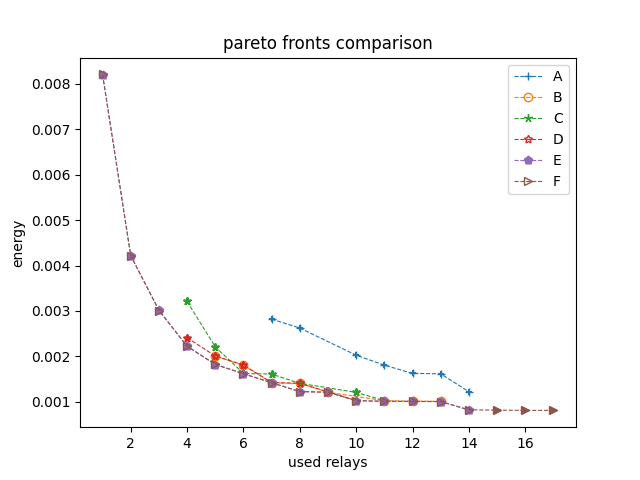 pareto fronts comparison
A
B
C
D
E
F
0.008
0.007
0.006
0.005
0.004
0.003
0.002
0.001
energy
2 4 6 8 10 12 14 16
used relays